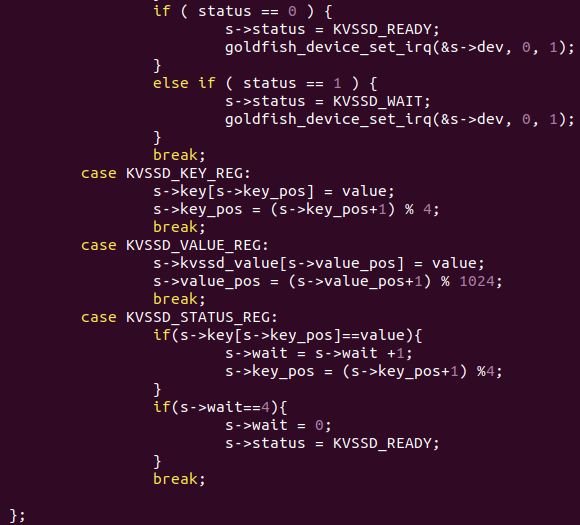 if ( status == 0 ) {
s->status = KVSSD_READY;
goldfish_device_set_irq(&s->dev, 0, 1);
}
else if ( status == 1 ) {
s->status = KVSSD_WAIT;
goldfish_device_set_irq(&s->dev, 0, 1);
}
break;
case KVSSD_KEY_REG:
s->key[s->key_pos] = value;
s->key_pos = (s->key_pos+1) % 4;
break;
case KVSSD_VALUE_REG:
s->kvssd_value[s->value_pos] = value;
s->value_pos = (s->value_pos+1) % 1024;
break;
case KVSSD_STATUS_REG:
if(s->key[s->key_pos]==value){
s->wait = s->wait +1;
s->key_pos = (s->key_pos+1) %4;
}
if(s->wait==4){
s->wait = 0;
s->status = KVSSD_READY;
}
break;
};